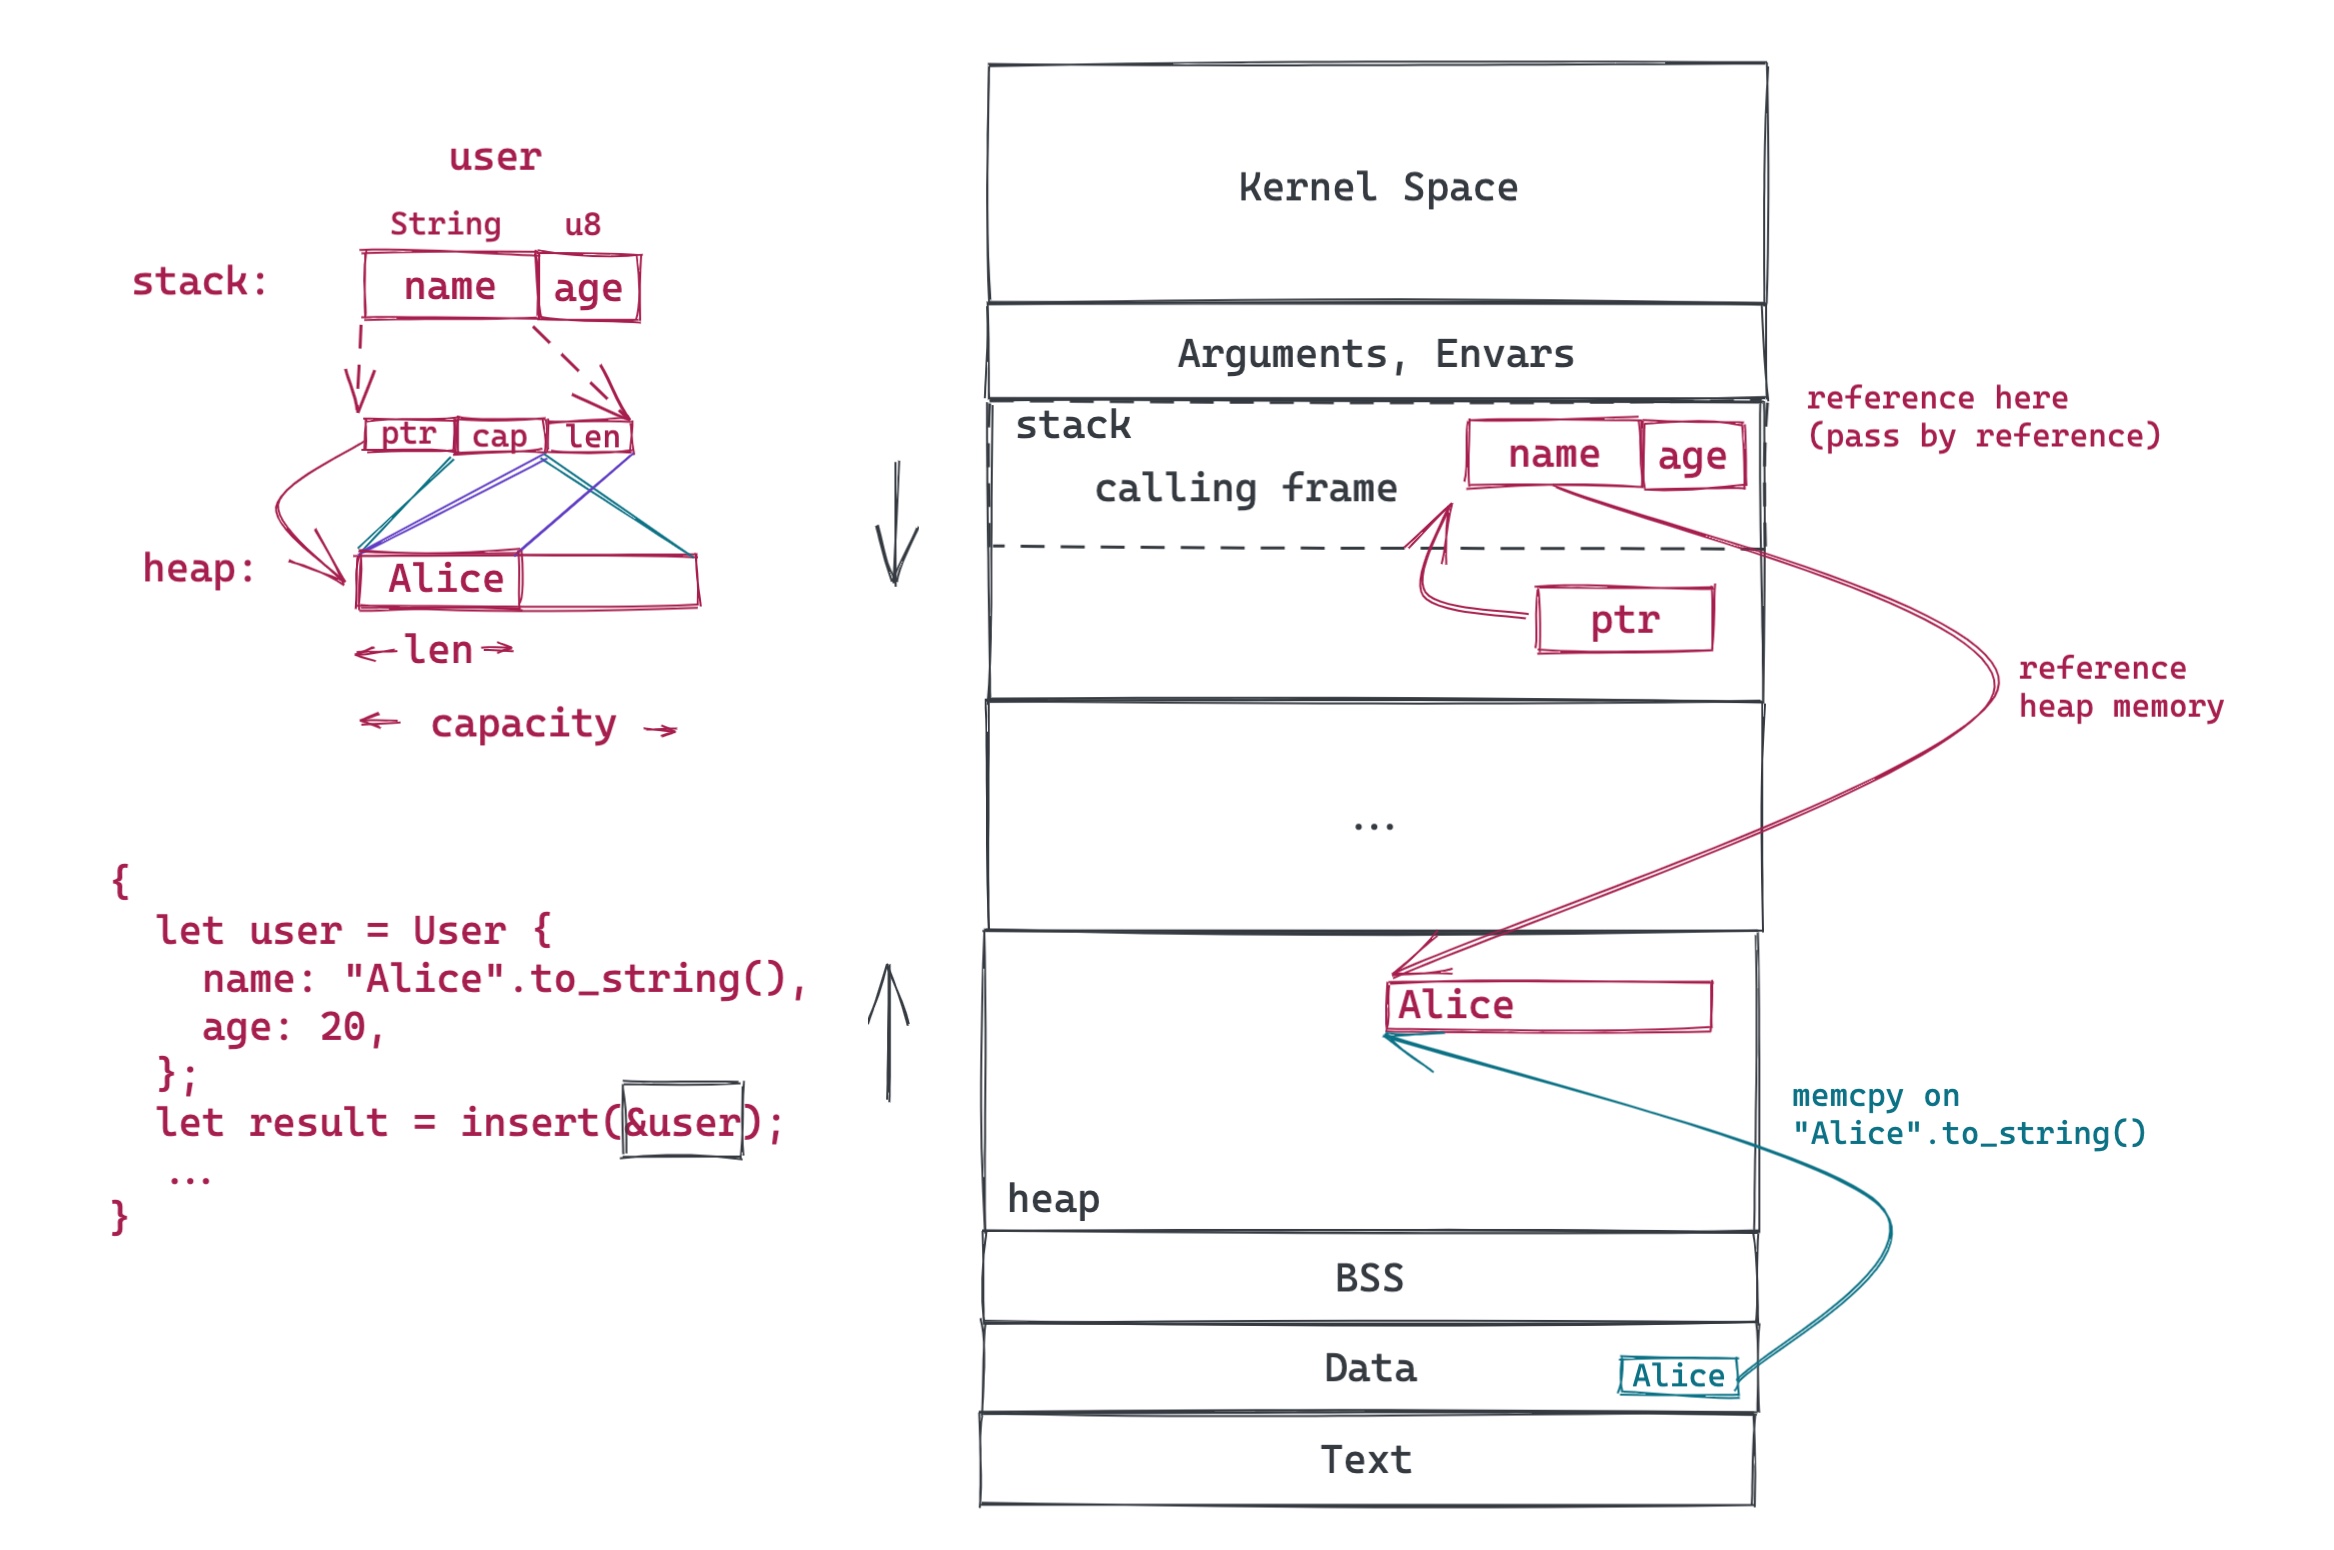 user
String u8
stack: name age
ptr cap len
heap: Alice
len
capacity
{
let user = User {
name: "Alice".to_string(),
age: 20,
};
let result = insert(&user);
...
}
Kernel Space
Arguments, Envars
stack
name age
calling frame
ptr
...
Alice
heap
BSS
Data Alice
Text
reference here
(pass by reference)
reference
heap memory
memcpy on
"Alice".to_string()